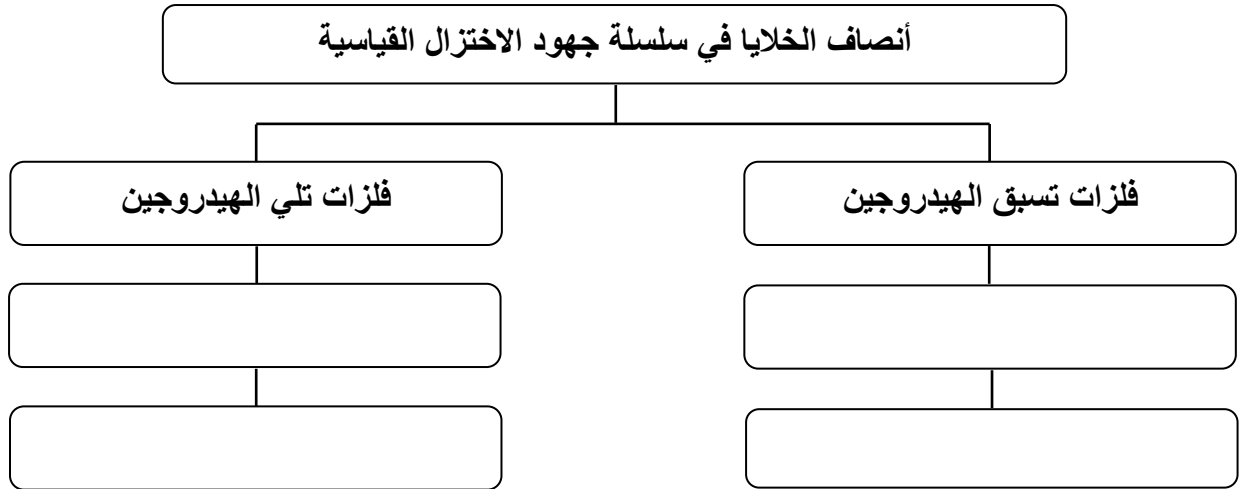 أنصاف الخلايا في سلسلة جهود الاختزال القياسية
فلزات تسبق الهيدروجين
فلزات تلي الهيدروجين